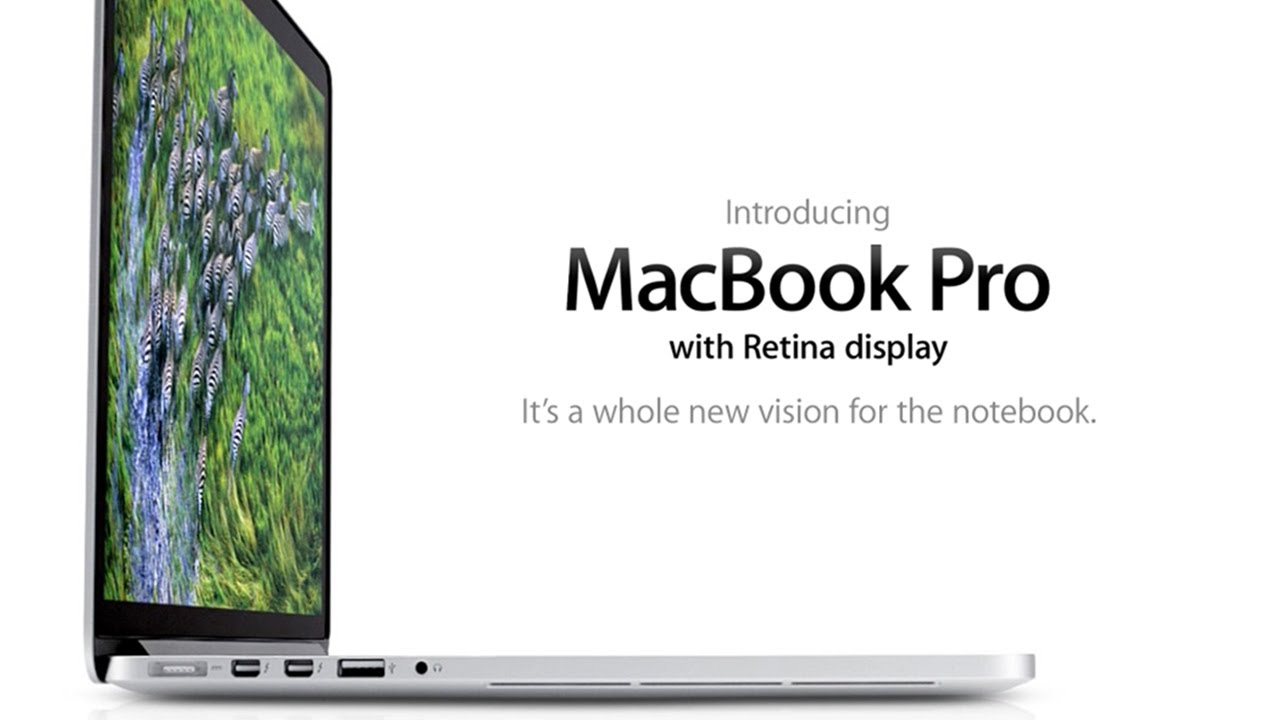 Introducing
MacBook Pro
with Retina display
It's a whole new vision for the notebook.